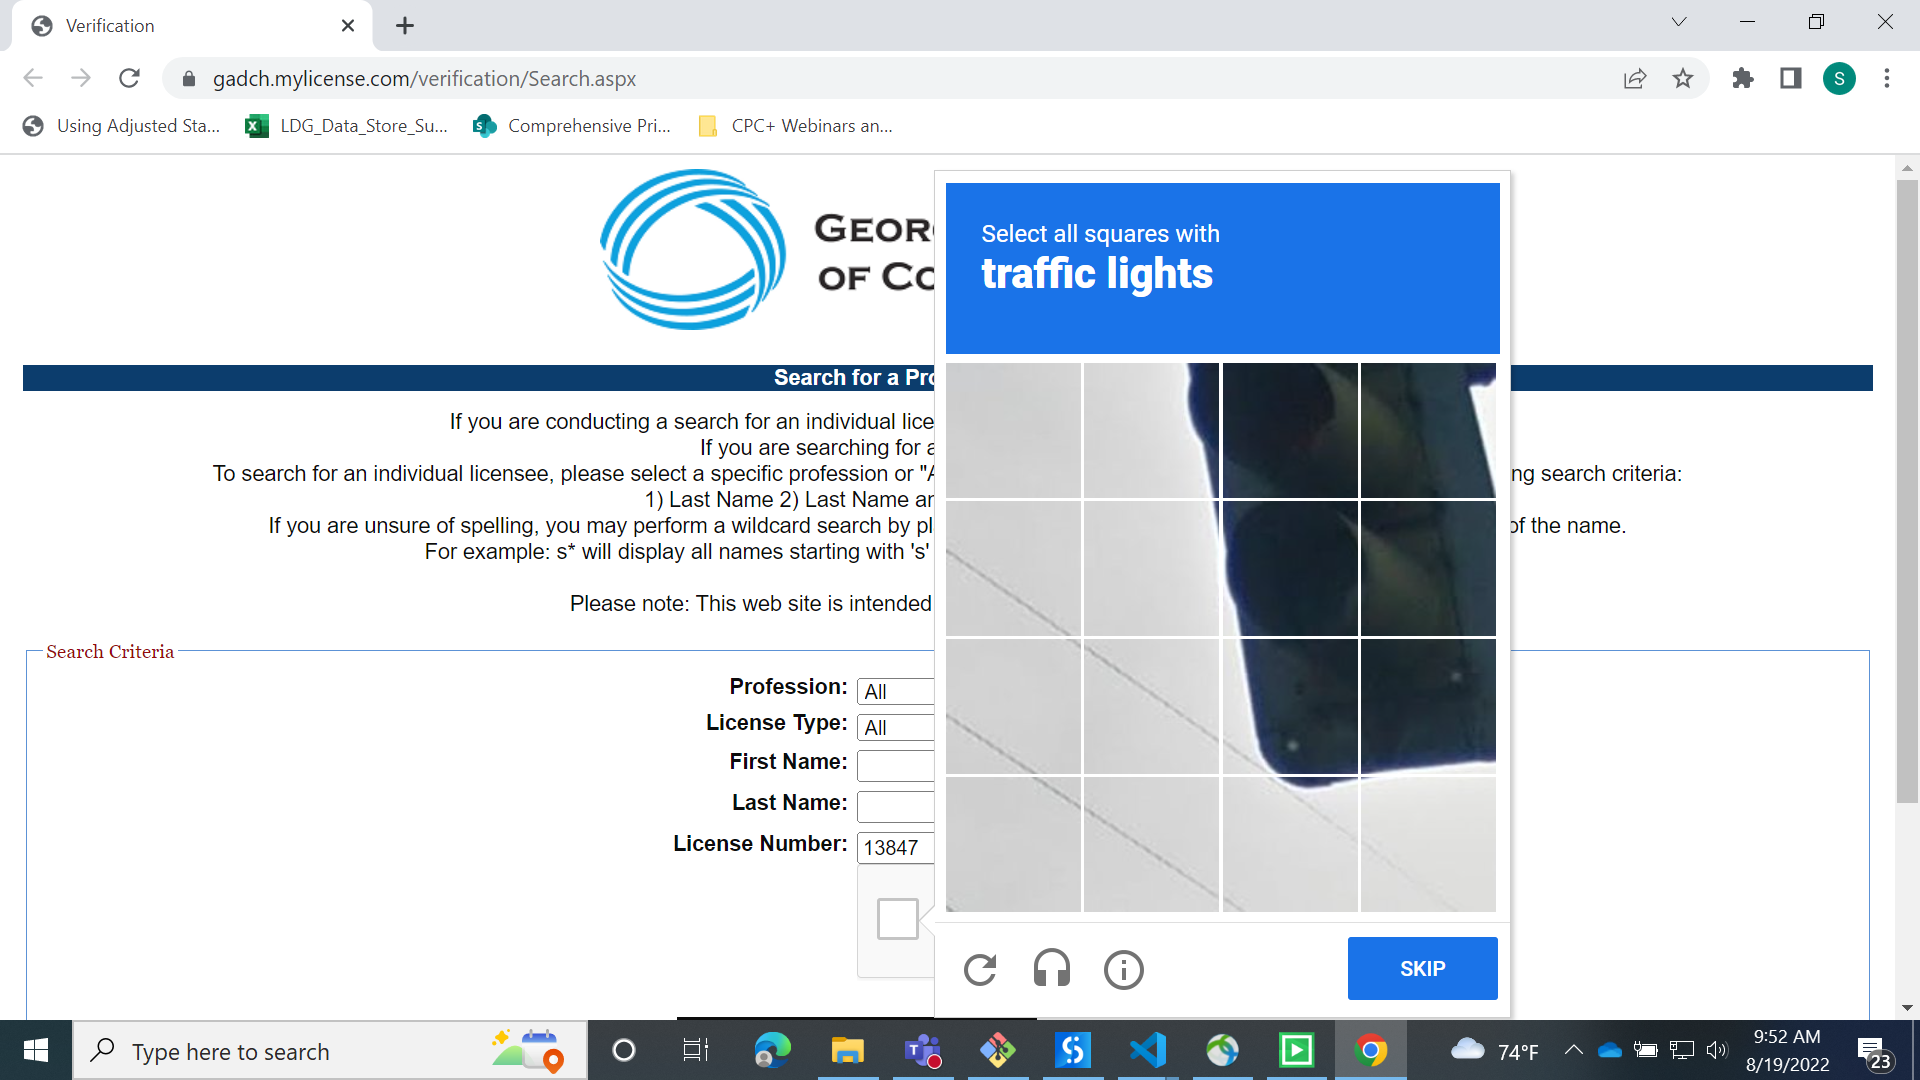 Verification
gadch.mylicense.com/verification/Search.aspx
S
Using Adjusted Sta...
LDG_Data_Store_Su...
Comprehensive Pri...
CPC+ Webinars an...
GEOR
OF CO
Select all squares with
traffic lights
Search for a Pro
If you are conducting a search for an individual lice
If you are searching for a
To search for an individual licensee, please select a specific profession or "A
ng search criteria:
1) Last Name 2) Last Name an
If you are unsure of spelling, you may perform a wildcard search by pl
of the name.
For example: s* will display all names starting with 's'
Please note: This web site is intended
Search Criteria
Profession:
All
License Type:
All
First Name:
Last Name:
License Number:
13847
SKIP
Type here to search
74°F
9:52 AM
8/19/2022
23